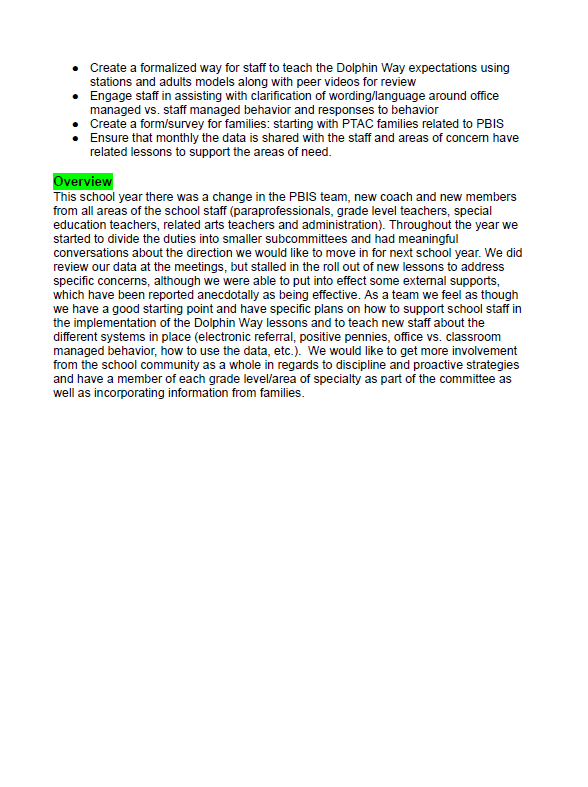 ● Create a formalized way for staff to teach the Dolphin Way expectations using
stations and adults models along with peer videos for review
● Engage staff in assisting with clarification of wording/language around office
managed vs. staff managed behavior and responses to behavior
● Create a form/survey for families: starting with PTAC families related to PBIS
● Ensure that monthly the data is shared with the staff and areas of concern have
related lessons to support the areas of need.
Overview
This school year there was a change in the PBIS team, new coach and new members
from all areas of the school staff (paraprofessionals, grade level teachers, special
education teachers, related arts teachers and administration). Throughout the year we
started to divide the duties into smaller subcommittees and had meaningful
conversations about the direction we would like to move in for next school year. We did
review our data at the meetings, but stalled in the roll out of new lessons to address
specific concerns, although we were able to put into effect some external supports,
which have been reported anecdotally as being effective. As a team we feel as though
we have a good starting point and have specific plans on how to support school staff in
the implementation of the Dolphin Way lessons and to teach new staff about the
different systems in place (electronic referral, positive pennies, office vs. classroom
managed behavior, how to use the data, etc.).  We would like to get more involvement
from the school community as a whole in regards to discipline and proactive strategies
and have a member of each grade level/area of specialty as part of the committee as
well as incorporating information from families.